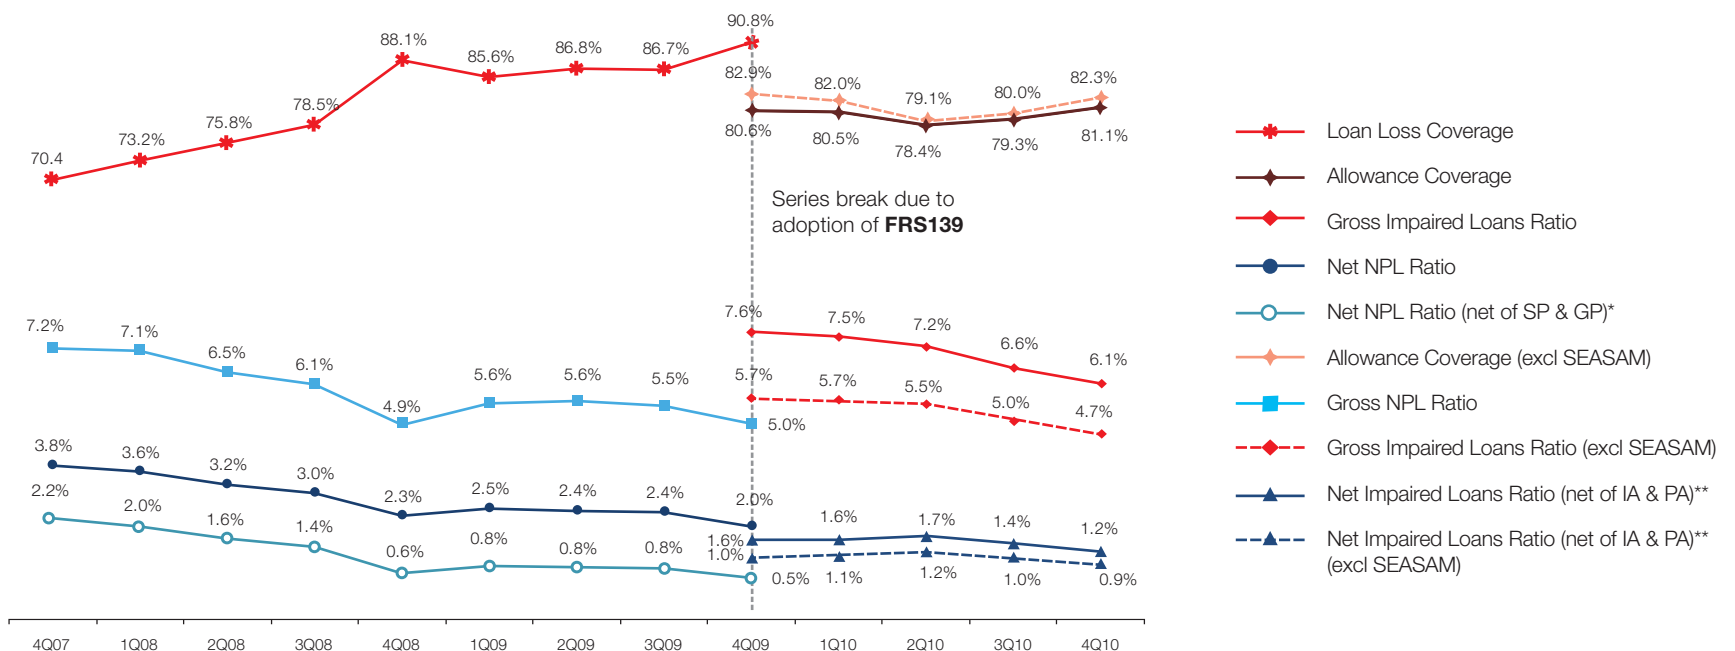 90.8%
88.1%
85.6%
86.8%
86.7%
82.9%
82.0%
79.1%
80.0%
82.3%
78.5%
75.8%
73.2%
70.4
80.6%
80.5%
78.4%
79.3%
81.1%
Series break due to
adoption of FRS139
7.2%
7.1%
6.5%
6.1%
4.9%
5.6%
5.6%
5.5%
5.0%
7.6%
7.5%
7.2%
6.6%
6.1%
5.7%
5.7%
5.5%
5.0%
4.7%
3.8%
3.6%
3.2%
3.0%
2.3%
2.5%
2.4%
2.4%
2.0%
2.2%
2.0%
1.6%
1.4%
0.6%
0.8%
0.8%
0.8%
0.5%
1.6%
1.6%
1.7%
1.4%
1.2%
1.0%
1.1%
1.2%
1.0%
0.9%
4Q07
1Q08
2Q08
3Q08
4Q08
1Q09
2Q09
3Q09
4Q09
1Q10
2Q10
3Q10
4Q10
Loan Loss Coverage
Allowance Coverage
Gross Impaired Loans Ratio
Net NPL Ratio
Net NPL Ratio (net of SP & GP)*
Allowance Coverage (excl SEASAM)
Gross NPL Ratio
Gross Impaired Loans Ratio (excl SEASAM)
Net Impaired Loans Ratio (net of IA & PA)**
Net Impaired Loans Ratio (net of IA & PA)**
(excl SEASAM)